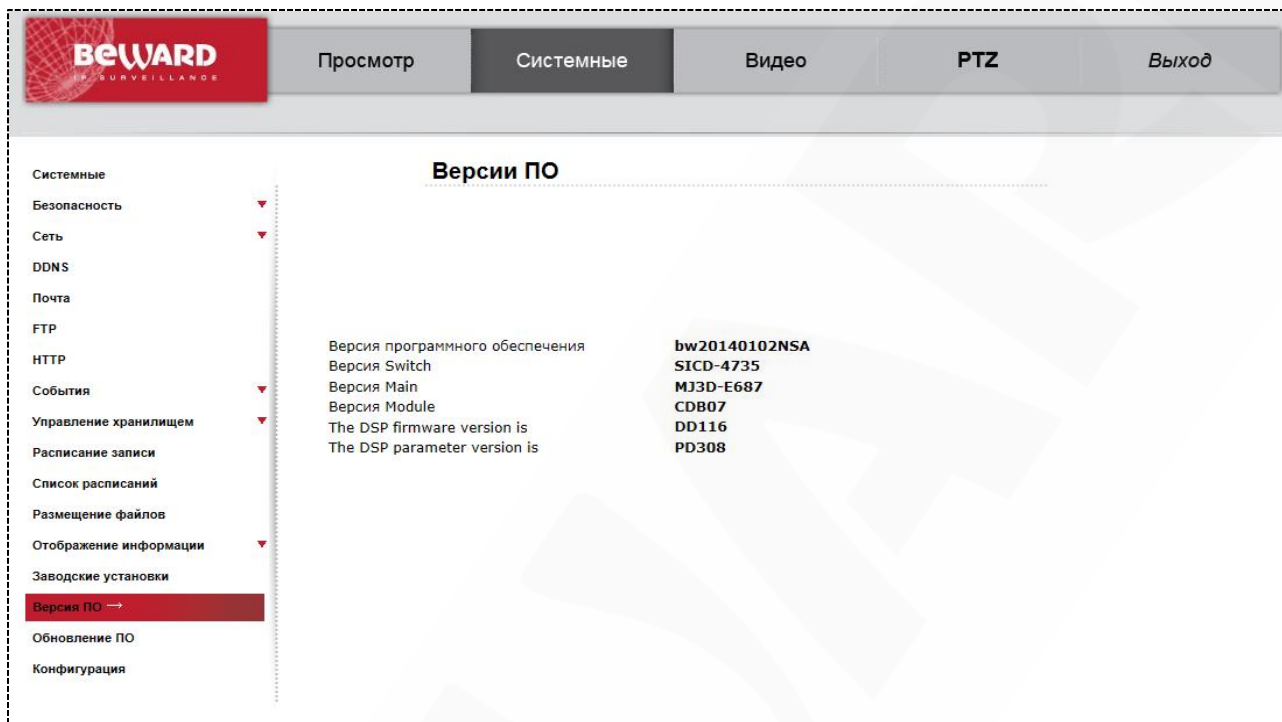 BEWARD
IP SURVEILLANCE
Просмотр Системные Видео PTZ Выход
Версии ПО
Системные
Безопасность
Сеть
DDNS
Почта
FTP
HTTP
События
Управление хранилищем
Расписание записи
Список расписаний
Размещение файлов
Отображение информации
Заводские установки
Версия ПО →
Обновление ПО
Конфигурация
Версия программного обеспечения bw20140102NSA
Версия Switch SICD-4735
Версия Main MJ3D-E687
Версия Module CDB07
The DSP firmware version is DD116
The DSP parameter version is PD308